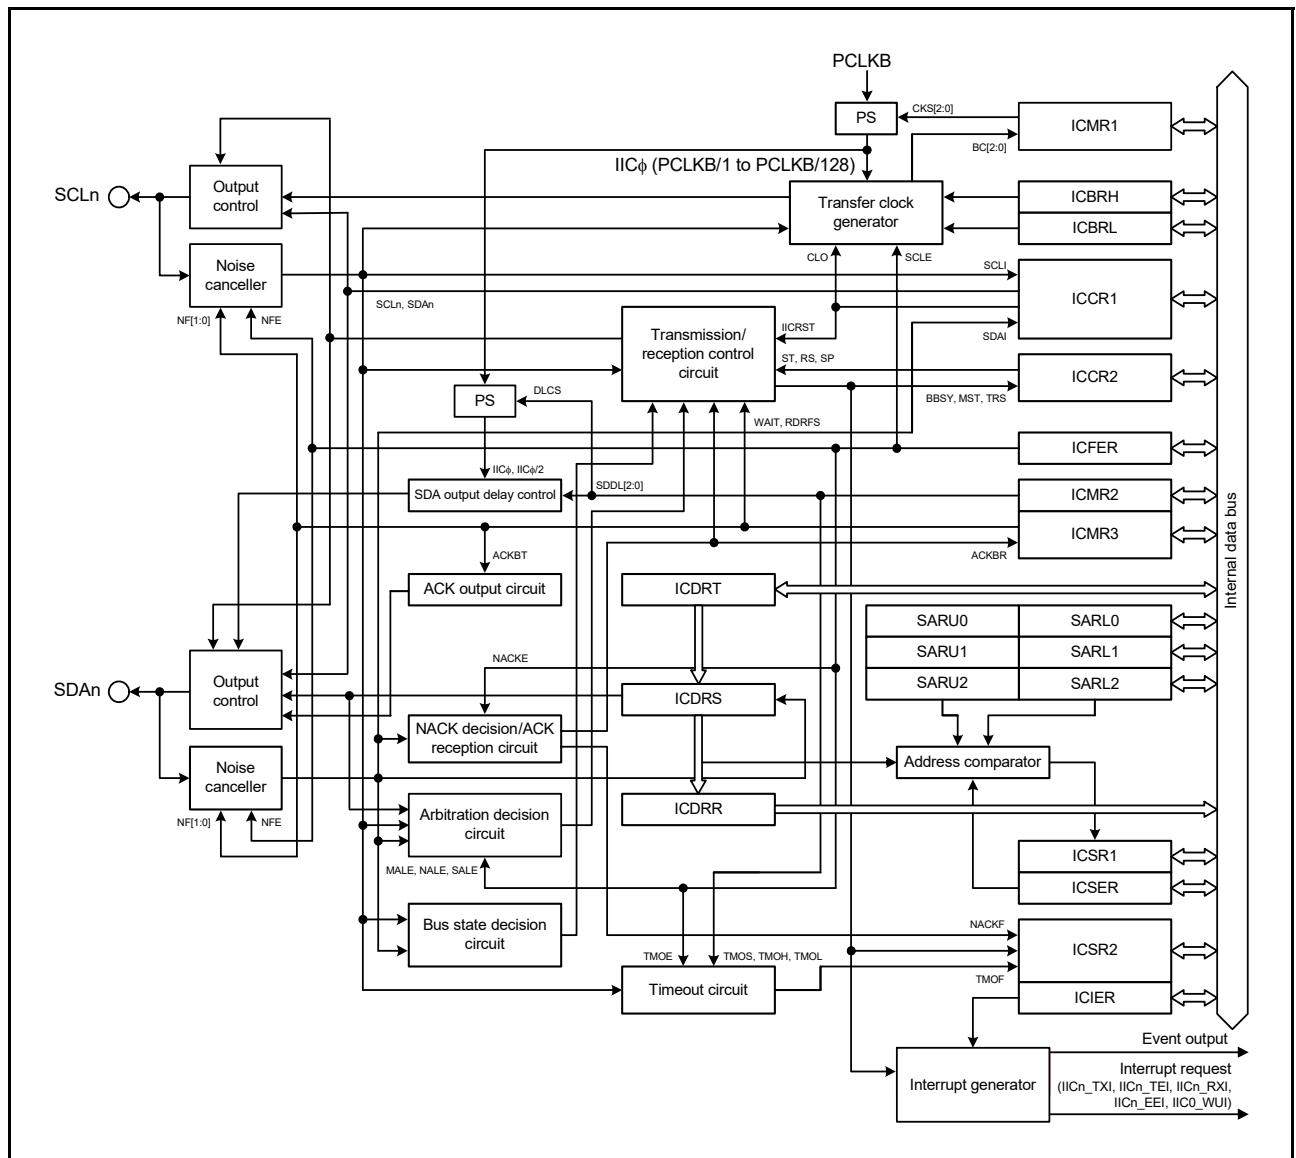 PCLKB
PS
CKS[2:0]
ICMR1
BC[2:0]
IICϕ (PCLKB/1 to PCLKB/128)
SCLn
Output
control
Transfer clock
generator
ICBRH
ICBRL
Noise
canceller
CLO
SCLE
SCLI
ICCR1
SCLn, SDAn
NF[1:0]
NFE
Transmission/
reception control
circuit
IICRST
SDAI
ST, RS, SP
ICCR2
BBSY, MST, TRS
PS
DLCS
WAIT, RDRFS
ICFER
IICϕ, IICϕ/2
SDA output delay control
SDDL[2:0]
ICMR2
ICMR3
ACKBT
ACKBR
ACK output circuit
ICDRT
Internal data bus
SARU0
SARL0
SARU1
SARL1
SARU2
SARL2
NACKE
SDAn
Output
control
ICDRS
NACK decision/ACK
reception circuit
Noise
canceller
Address comparator
NF[1:0]
NFE
Arbitration decision
circuit
ICDRR
MALE, NALE, SALE
ICSR1
ICSER
Bus state decision
circuit
NACKF
ICSR2
TMOE
TMOS, TMOH, TMOL
TMOF
Timeout circuit
ICIER
Event output
Interrupt generator
Interrupt request
(IICn_TXI, IICn_TEI, IICn_RXI,
IICn_EEI, IIC0_WUI)